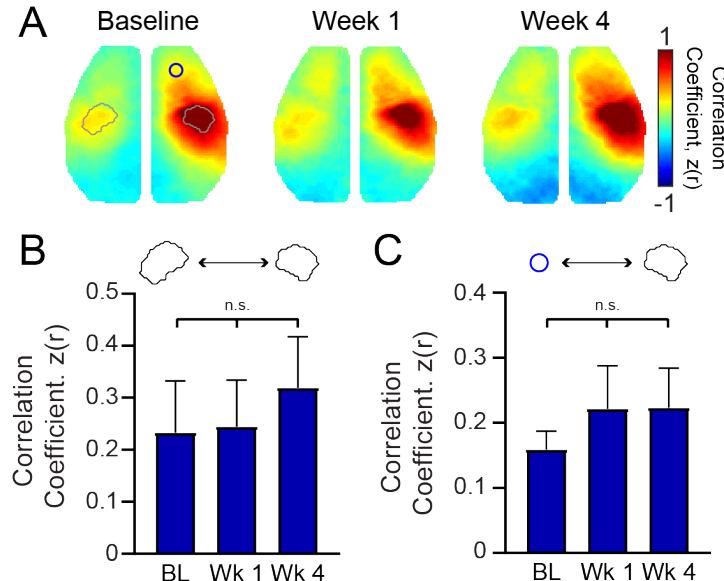 A
Baseline
Week 1
Week 4
1
-1
Correlation
Coefficient, z(r)
B
n.s.
Correlation
Coefficient. z(r)
0.5
0.4
0.3
0.2
0.1
0
BL Wk 1 Wk 4
C
n.s.
Correlation
Coefficient. z(r)
0.4
0.3
0.2
0.1
0
BL Wk 1 Wk 4